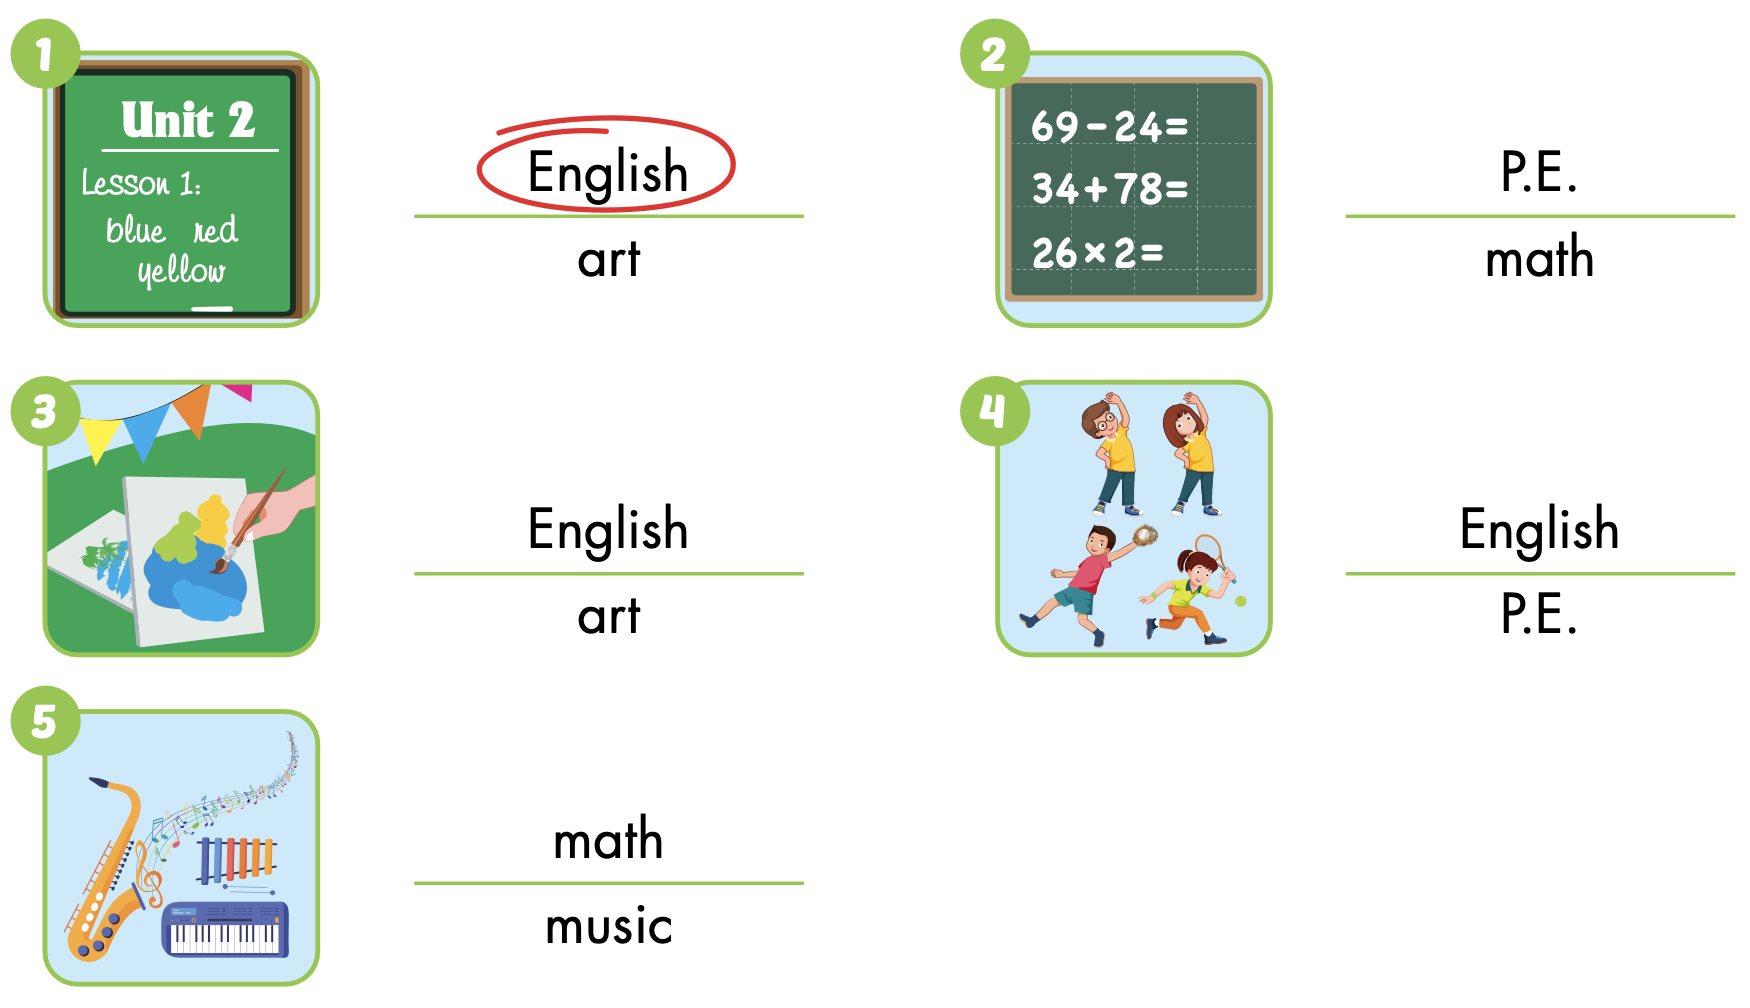 1
Unit 2
Lesson 1:
blue red
yellow
English
art
2
69-24=
34+78=
26×2=
P.E.
math
3
English
art
4
English
P.E.
5
math
music